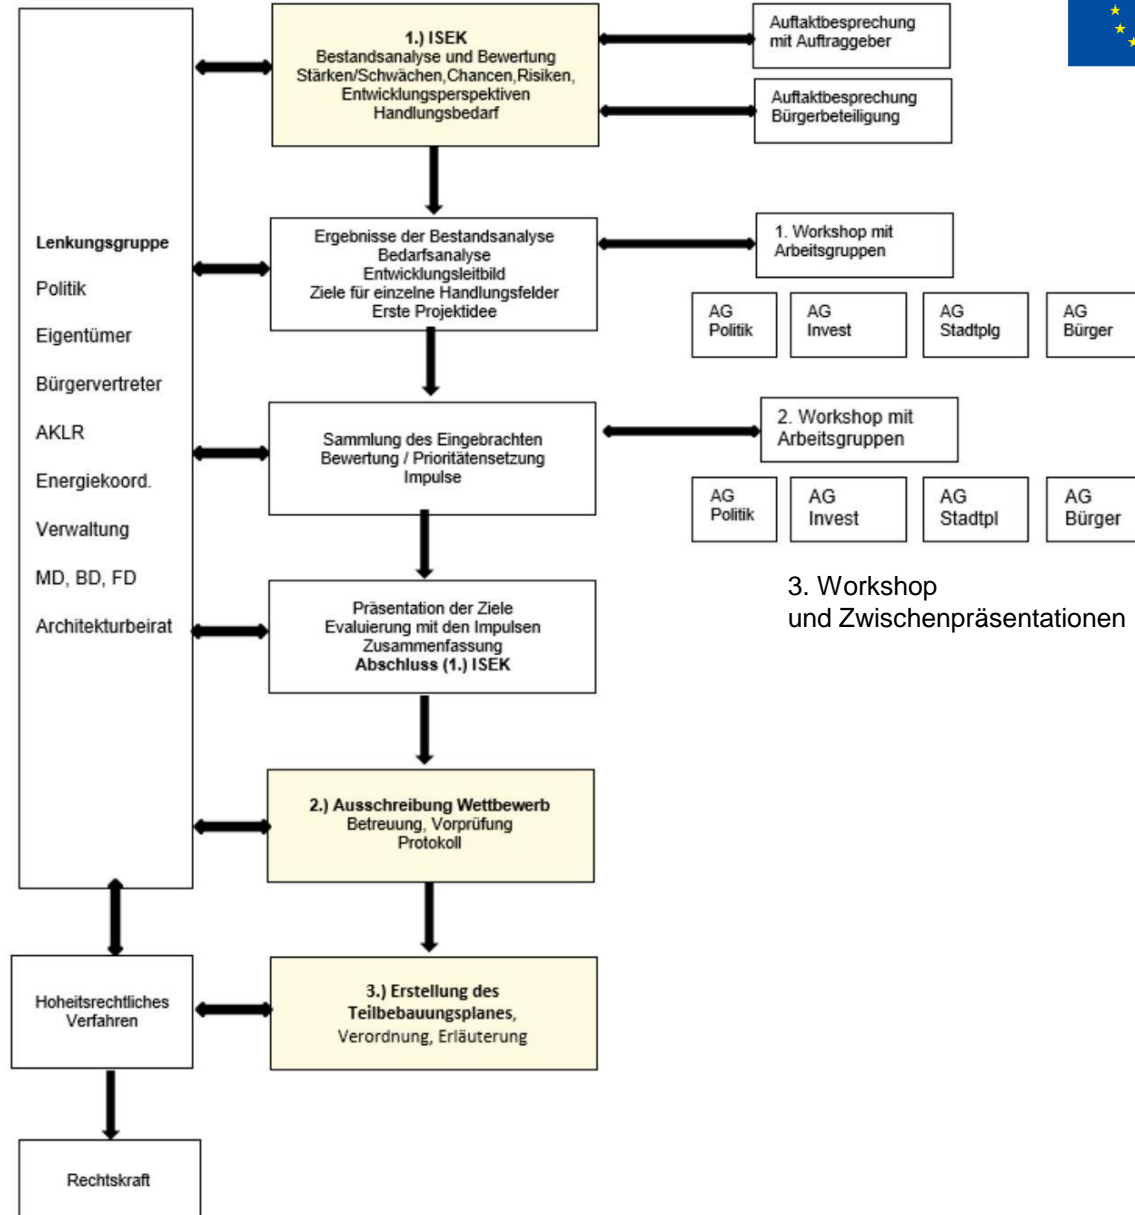 1.) ISEK
Bestandsanalyse und Bewertung
Stärken/Schwächen,Chancen,Risiken,
Entwicklungsperspektiven
Handlungsbedarf
Auftaktbesprechung
mit Auftraggeber
Auftaktbesprechung
Bürgerbeteiligung
Lenkungsgruppe
Politik
Eigentümer
Bürgervertreter
AKLR
Energiekoord.
Verwaltung
MD, BD, FD
Architekturbeirat
Ergebnisse der Bestandsanalyse
Bedarfsanalyse
Entwicklungsleitbild
Ziele für einzelne Handlungsfelder
Erste Projektidee
1. Workshop mit
Arbeitsgruppen
AG
Politik
AG
Invest
AG
Stadtplg
AG
Bürger
Sammlung des Eingebrachten
Bewertung / Prioritätensetzung
Impulse
2. Workshop mit
Arbeitsgruppen
AG
Politik
AG
Invest
AG
Stadtpl
AG
Bürger
3. Workshop
und Zwischenpräsentationen
Präsentation der Ziele
Evaluierung mit den Impulsen
Zusammenfassung
Abschluss (1.) ISEK
2.) Ausschreibung Wettbewerb
Betreuung, Vorprüfung
Protokoll
Hoheitsrechtliches
Verfahren
3.) Erstellung des
Teilbebauungsplanes,
Verordnung, Erläuterung
Rechtskraft